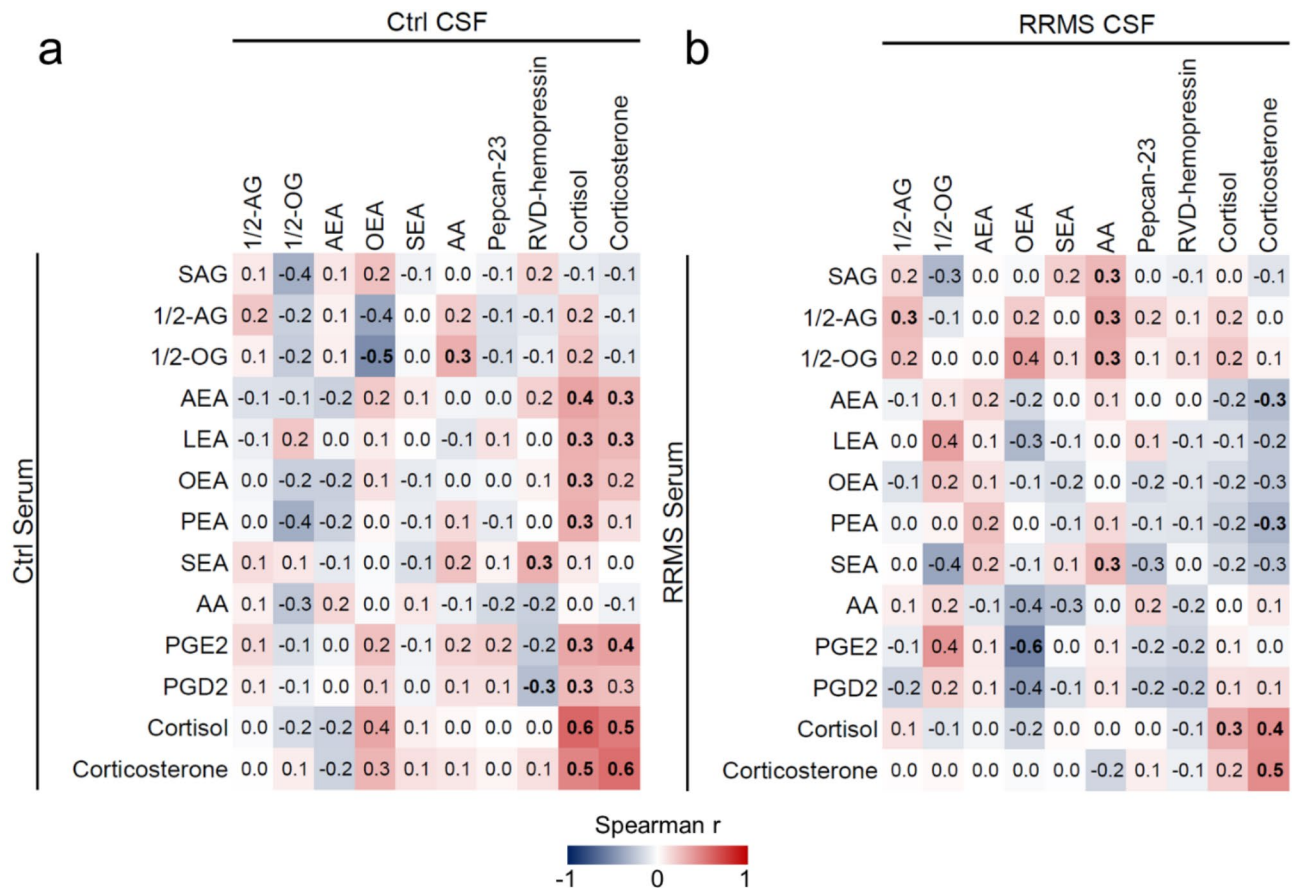 a
Ctrl CSF
1/2-AG 1/2-OG AEA OEA SEA AA Pepcan-23 RVD-hemopressin Cortisol Corticosterone
Ctrl Serum
SAG 0.1 -0.4 0.1 0.2 -0.1 0.0 -0.1 0.2 -0.1 -0.1
1/2-AG 0.2 -0.2 0.1 -0.4 0.0 0.2 -0.1 -0.1 0.2 -0.1
1/2-OG 0.1 -0.2 0.1 -0.5 0.0 0.3 -0.1 -0.1 0.2 -0.1
AEA -0.1 -0.1 -0.2 0.2 0.1 0.0 0.0 0.2 0.4 0.3
LEA -0.1 0.2 0.0 0.1 0.0 -0.1 0.1 0.0 0.3 0.3
OEA 0.0 -0.2 -0.2 0.1 -0.1 0.0 0.0 0.1 0.3 0.2
PEA 0.0 -0.4 -0.2 0.0 -0.1 0.1 -0.1 0.0 0.3 0.1
SEA 0.1 0.1 -0.1 0.0 -0.1 0.2 0.1 0.3 0.1 0.0
AA 0.1 -0.3 0.2 0.0 0.1 -0.1 -0.2 -0.2 0.0 -0.1
PGE2 0.1 -0.1 0.0 0.2 -0.1 0.2 0.2 -0.2 0.3 0.4
PGD2 0.1 -0.1 0.0 0.1 0.0 0.1 0.1 -0.3 0.3 0.3
Cortisol 0.0 -0.2 -0.2 0.4 0.1 0.0 0.0 0.0 0.6 0.5
Corticosterone 0.0 0.1 -0.2 0.3 0.1 0.1 0.0 0.1 0.5 0.6
b
RRMS CSF
1/2-AG 1/2-OG AEA OEA SEA AA Pepcan-23 RVD-hemopressin Cortisol Corticosterone
RRMS Serum
SAG 0.2 -0.3 0.0 0.0 0.2 0.3 0.0 -0.1 0.0 -0.1
1/2-AG 0.3 -0.1 0.0 0.2 0.0 0.3 0.2 0.1 0.2 0.0
1/2-OG 0.2 0.0 0.0 0.4 0.1 0.3 0.1 0.1 0.2 0.1
AEA -0.1 0.1 0.2 -0.2 0.0 0.1 0.0 0.0 -0.2 -0.3
LEA 0.0 0.4 0.1 -0.3 -0.1 0.0 0.1 -0.1 -0.1 -0.2
OEA -0.1 0.2 0.1 -0.1 -0.2 0.0 -0.2 -0.1 -0.2 -0.3
PEA 0.0 0.0 0.2 0.0 -0.1 0.1 -0.1 -0.1 -0.2 -0.3
SEA 0.0 -0.4 0.2 -0.1 0.1 0.3 -0.3 0.0 -0.2 -0.3
AA 0.1 0.2 -0.1 -0.4 -0.3 0.0 0.2 -0.2 0.0 0.1
PGE2 -0.1 0.4 0.1 -0.6 0.0 0.1 -0.2 -0.2 0.1 0.0
PGD2 -0.2 0.2 0.1 -0.4 -0.1 0.1 -0.2 -0.2 0.1 0.1
Cortisol 0.1 -0.1 0.0 -0.2 0.0 0.0 0.0 -0.1 0.3 0.4
Corticosterone 0.0 0.0 0.0 0.0 0.0 -0.2 0.1 -0.1 0.2 0.5
Spearman r
-1 0 1